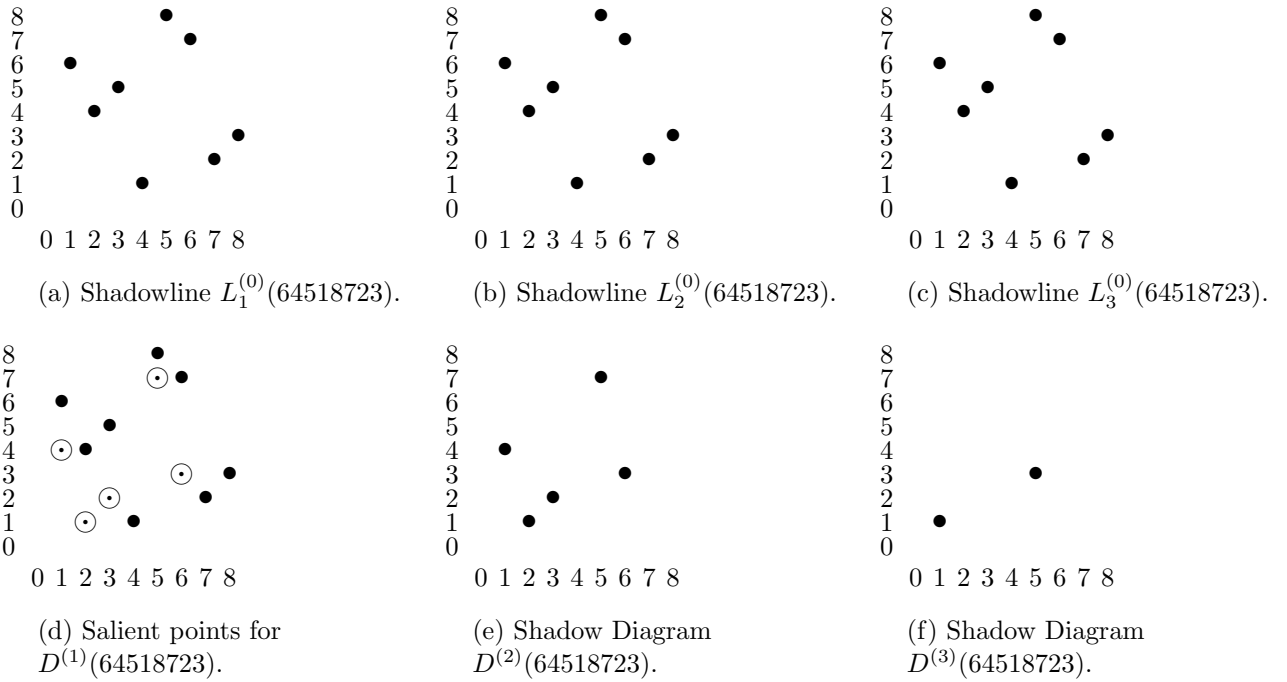 8 8 8
7 7 7
6 6 6
5 5 5
4 4 4
3 3 3
2 2 2
1 1 1
0 0 0
0 1 2 3 4 5 6 7 8 0 1 2 3 4 5 6 7 8 0 1 2 3 4 5 6 7 8
(a) Shadowline $L_1^{(0)}(64518723)$. (b) Shadowline $L_2^{(0)}(64518723)$. (c) Shadowline $L_3^{(0)}(64518723)$.
8 8 8
7 7 7
6 6 6
5 5 5
4 4 4
3 3 3
2 2 2
1 1 1
0 0 0
0 1 2 3 4 5 6 7 8 0 1 2 3 4 5 6 7 8 0 1 2 3 4 5 6 7 8
(d) Salient points for
$D^{(1)}(64518723)$.
(e) Shadow Diagram
$D^{(2)}(64518723)$.
(f) Shadow Diagram
$D^{(3)}(64518723)$.